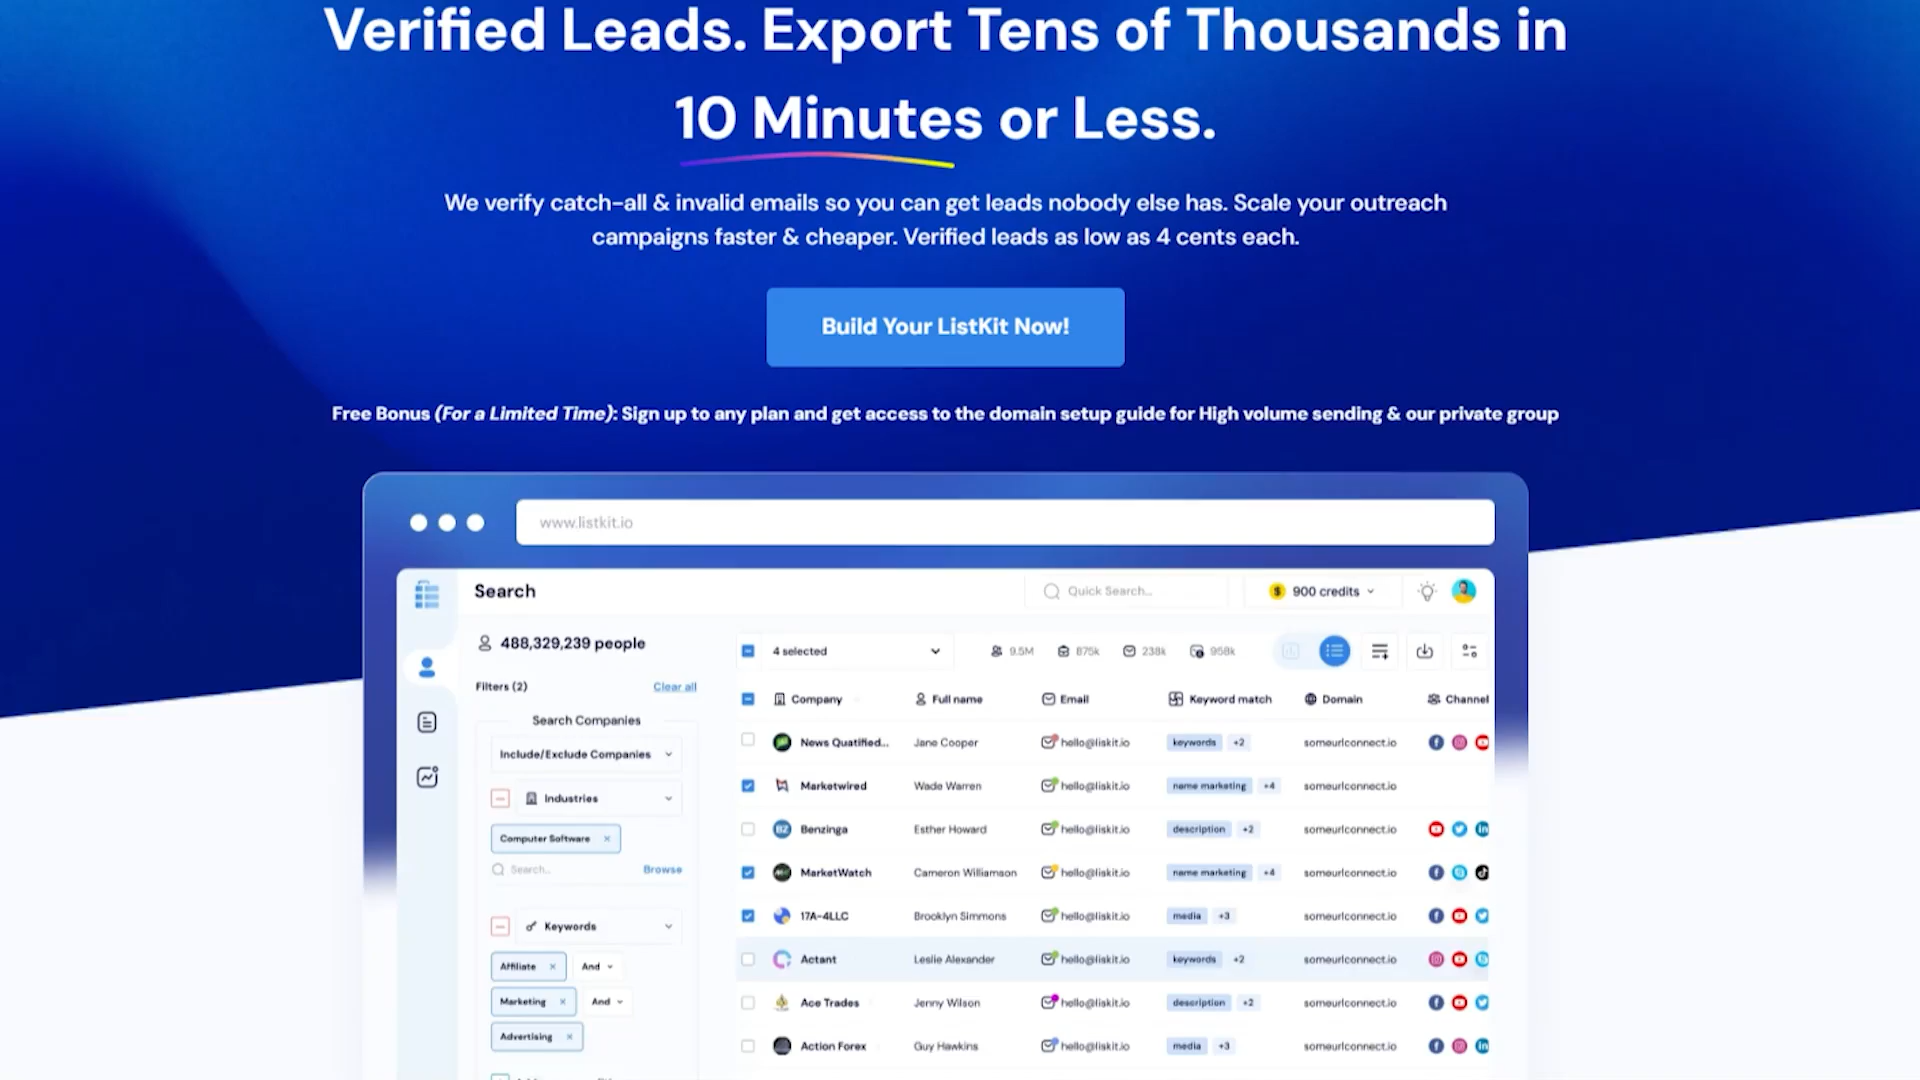 Verified Leads. Export Tens of Thousands in
10 Minutes or Less.
We verify catch-all & invalid emails so you can get leads nobody else has. Scale your outreach
campaigns faster & cheaper. Verified leads as low as 4 cents each.
Build Your ListKit Now!
Free Bonus (For a Limited Time): Sign up to any plan and get access to the domain setup guide for High volume sending & our private group
www.listkit.io
Search
Quick Search...
900 credits
488,329,239 people
4 selected
9.5M
875k
238k
958k
Filters (2)
Clear all
Search Companies
Include/Exclude Companies
Industries
Computer Software
Search..
Browse
Keywords
Affiliate
And
Marketing
And
Advertising
Company Full name Email Keyword match Domain Channel
News Quatified... Jane Cooper hello@liskit.io keywords +2 someurlconnect.io
Marketwired Wade Warren hello@liskit.io name marketing +4 someurlconnect.io
Benzinga Esther Howard hello@liskit.io description +2 someurlconnect.io
MarketWatch Cameron Williamson hello@liskit.io name marketing +4 someurlconnect.io
17A-4LLC Brooklyn Simmons hello@liskit.io media +3 someurlconnect.io
Actant Leslie Alexander hello@liskit.io keywords +2 someurlconnect.io
Ace Trades Jenny Wilson hello@liskit.io description +2 someurlconnect.io
Action Forex Guy Hawkins hello@liskit.io media +3 someurlconnect.io